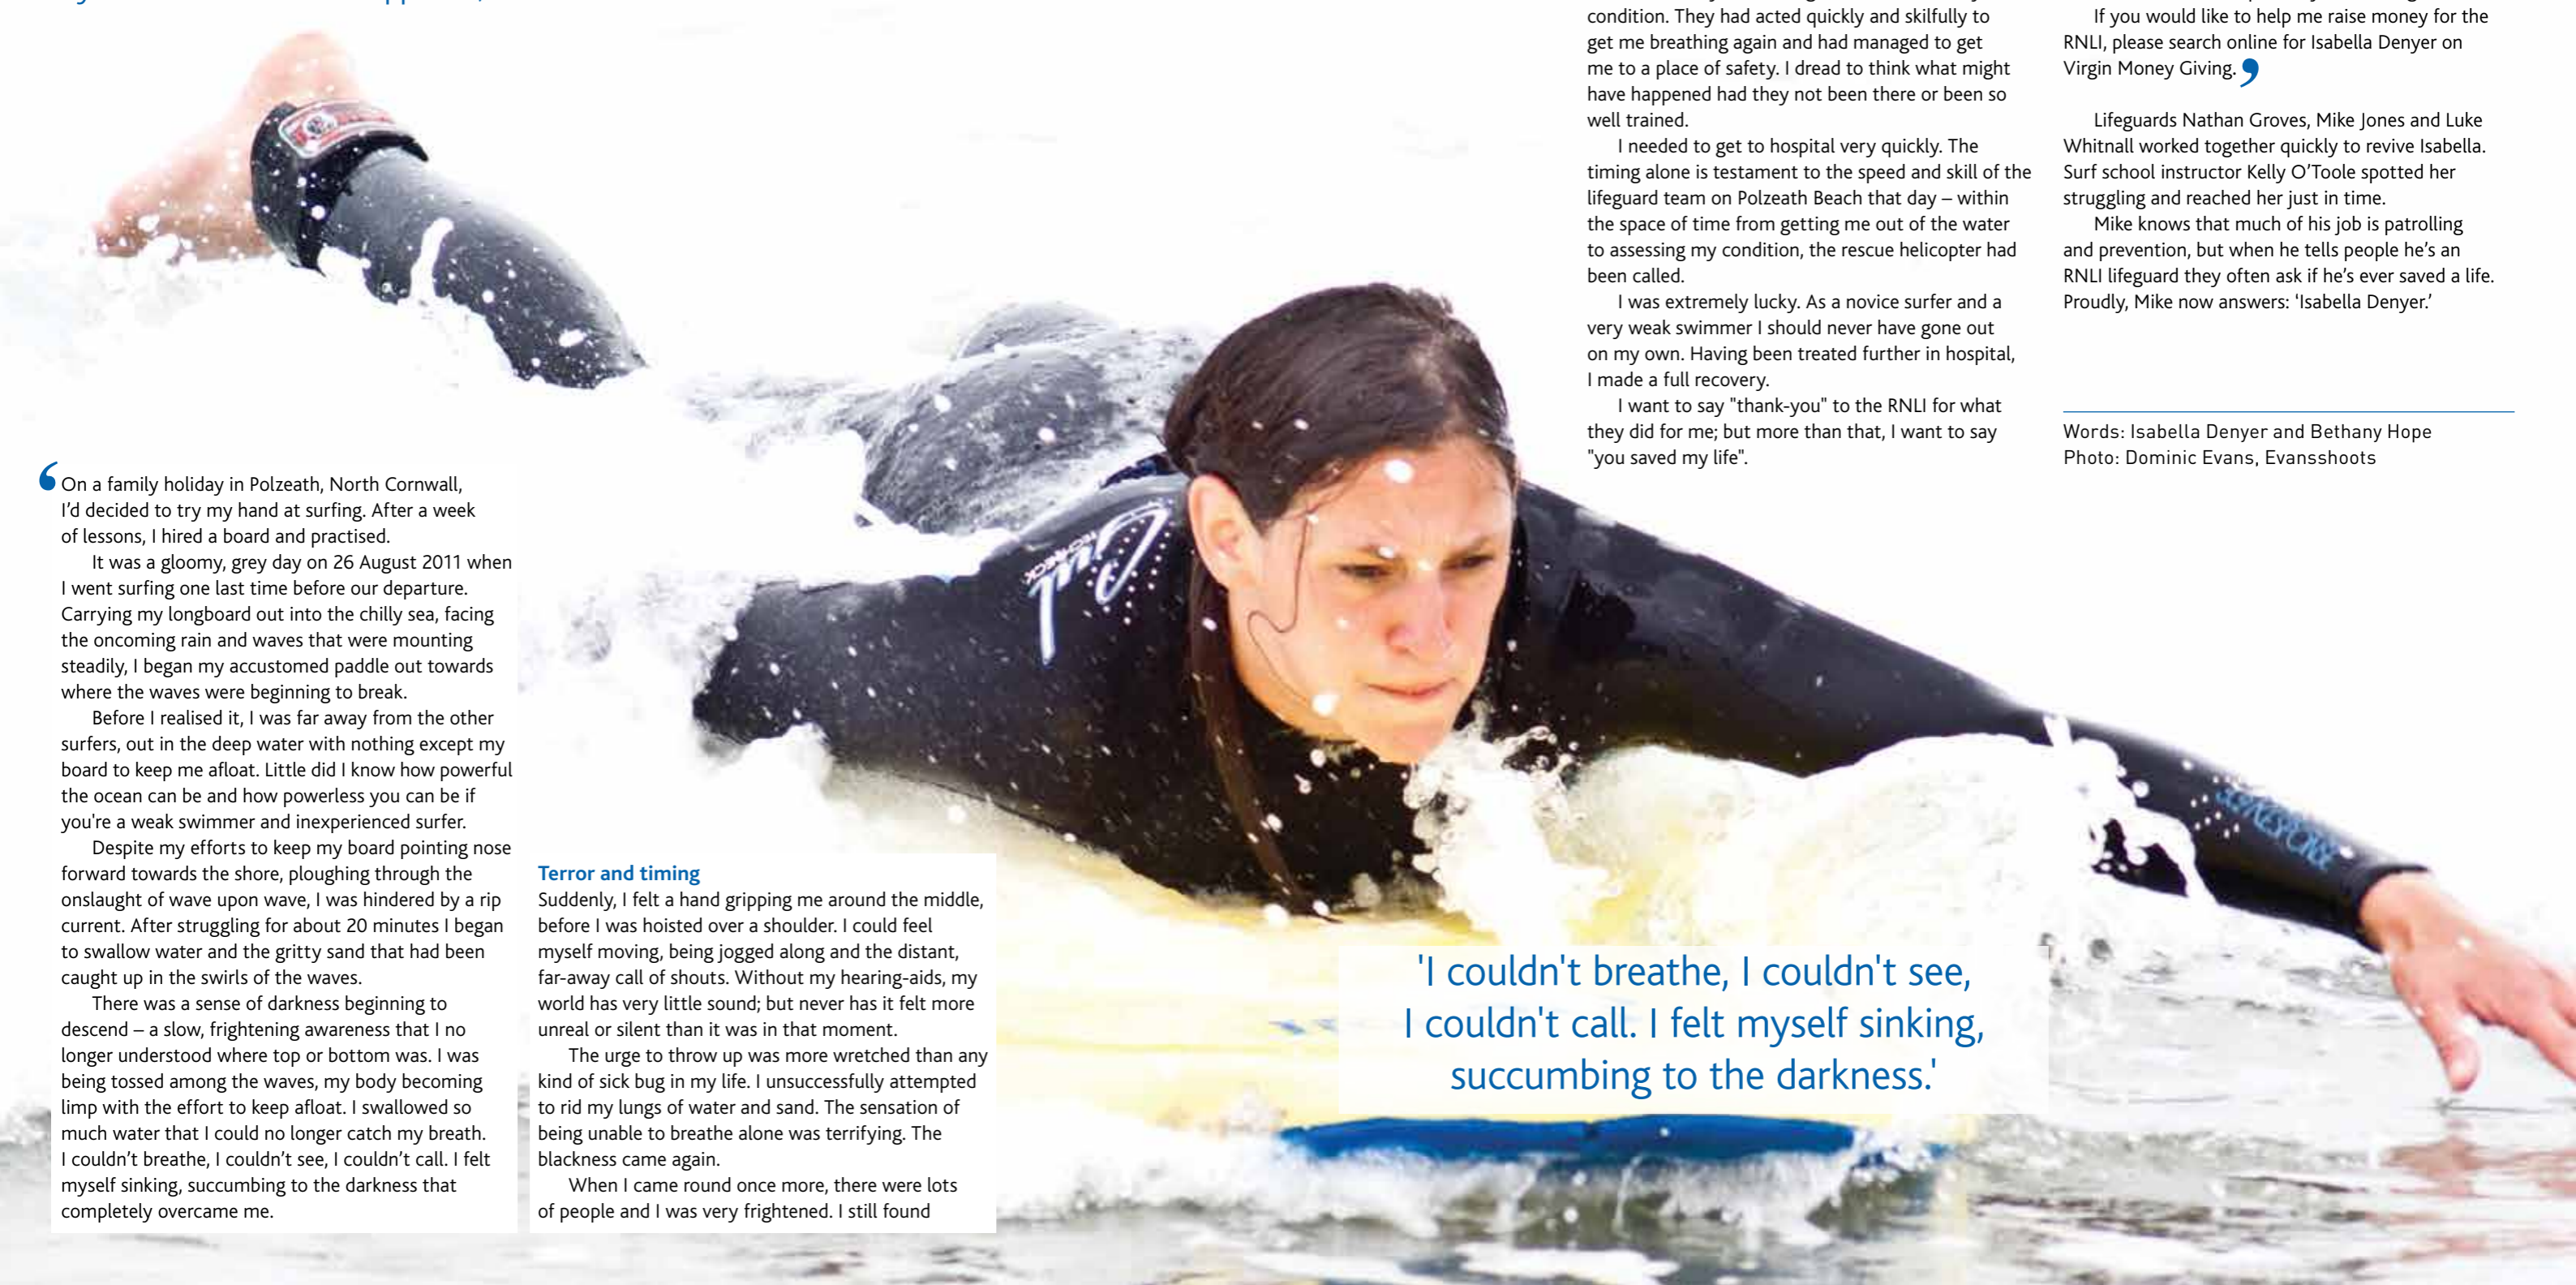 On a family holiday in Polzeath, North Cornwall,
I'd decided to try my hand at surfing. After a week
of lessons, I hired a board and practised.
It was a gloomy, grey day on 26 August 2011 when
I went surfing one last time before our departure.
Carrying my longboard out into the chilly sea, facing
the oncoming rain and waves that were mounting
steadily, I began my accustomed paddle out towards
where the waves were beginning to break.
Before I realised it, I was far away from the other
surfers, out in the deep water with nothing except my
board to keep me afloat. Little did I know how powerful
the ocean can be and how powerless you can be if
you're a weak swimmer and inexperienced surfer.
Despite my efforts to keep my board pointing nose
forward towards the shore, ploughing through the
onslaught of wave upon wave, I was hindered by a rip
current. After struggling for about 20 minutes I began
to swallow water and the gritty sand that had been
caught up in the swirls of the waves.
There was a sense of darkness beginning to
descend – a slow, frightening awareness that I no
longer understood where top or bottom was. I was
being tossed among the waves, my body becoming
limp with the effort to keep afloat. I swallowed so
much water that I could no longer catch my breath.
I couldn't breathe, I couldn't see, I couldn't call. I felt
myself sinking, succumbing to the darkness that
completely overcame me.
Terror and timing
Suddenly, I felt a hand gripping me around the middle,
before I was hoisted over a shoulder. I could feel
myself moving, being jogged along and the distant,
far-away call of shouts. Without my hearing-aids, my
world has very little sound; but never has it felt more
unreal or silent than it was in that moment.
The urge to throw up was more wretched than any
kind of sick bug in my life. I unsuccessfully attempted
to rid my lungs of water and sand. The sensation of
being unable to breathe alone was terrifying. The
blackness came again.
When I came round once more, there were lots
of people and I was very frightened. I still found
condition. They had acted quickly and skilfully to
get me breathing again and had managed to get
me to a place of safety. I dread to think what might
have happened had they not been there or been so
well trained.
I needed to get to hospital very quickly. The
timing alone is testament to the speed and skill of the
lifeguard team on Polzeath Beach that day – within
the space of time from getting me out of the water
to assessing my condition, the rescue helicopter had
been called.
I was extremely lucky. As a novice surfer and a
very weak swimmer I should never have gone out
on my own. Having been treated further in hospital,
I made a full recovery.
I want to say "thank-you" to the RNLI for what
they did for me; but more than that, I want to say
"you saved my life".
If you would like to help me raise money for the
RNLI, please search online for Isabella Denyer on
Virgin Money Giving.
Lifeguards Nathan Groves, Mike Jones and Luke
Whitnall worked together quickly to revive Isabella.
Surf school instructor Kelly O'Toole spotted her
struggling and reached her just in time.
Mike knows that much of his job is patrolling
and prevention, but when he tells people he's an
RNLI lifeguard they often ask if he's ever saved a life.
Proudly, Mike now answers: 'Isabella Denyer.'
Words: Isabella Denyer and Bethany Hope
Photo: Dominic Evans, Evansshoots
'I couldn't breathe, I couldn't see,
I couldn't call. I felt myself sinking,
succumbing to the darkness.'